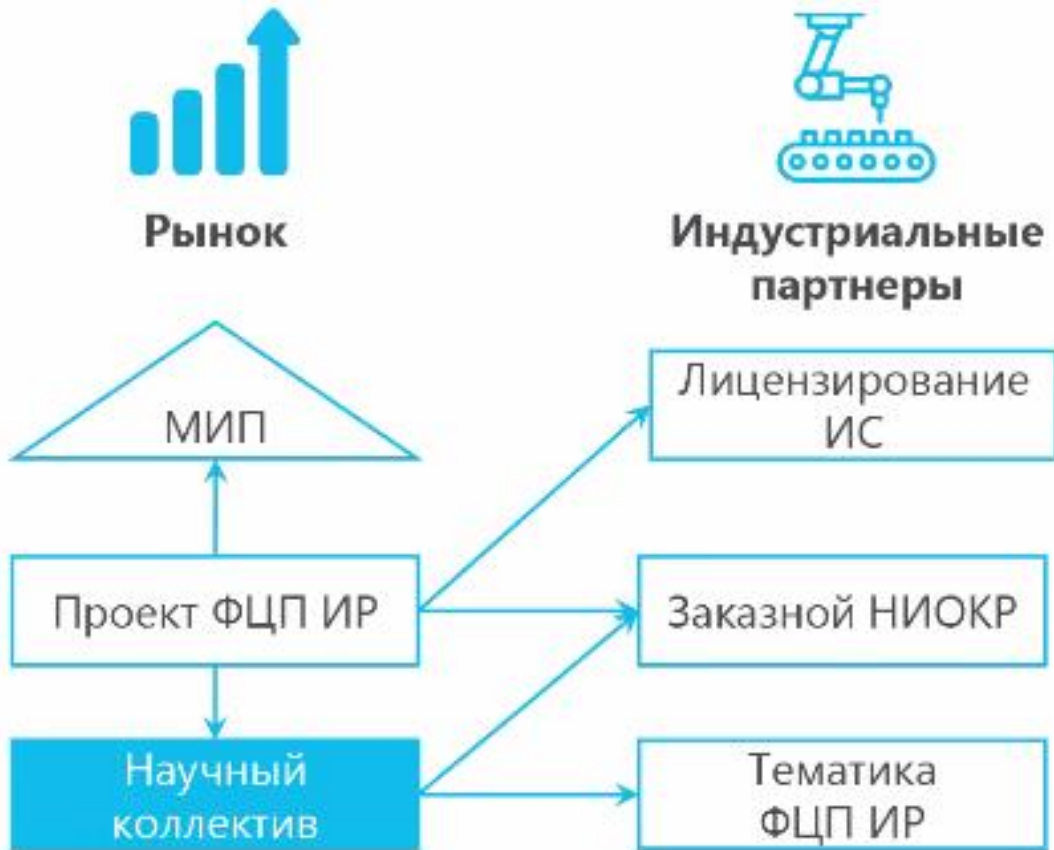 Рынок
Индустриальные
партнеры
МИП
Лицензирование
ИС
Проект ФЦП ИР
Заказной НИОКР
Научный
коллектив
Тематика
ФЦП ИР